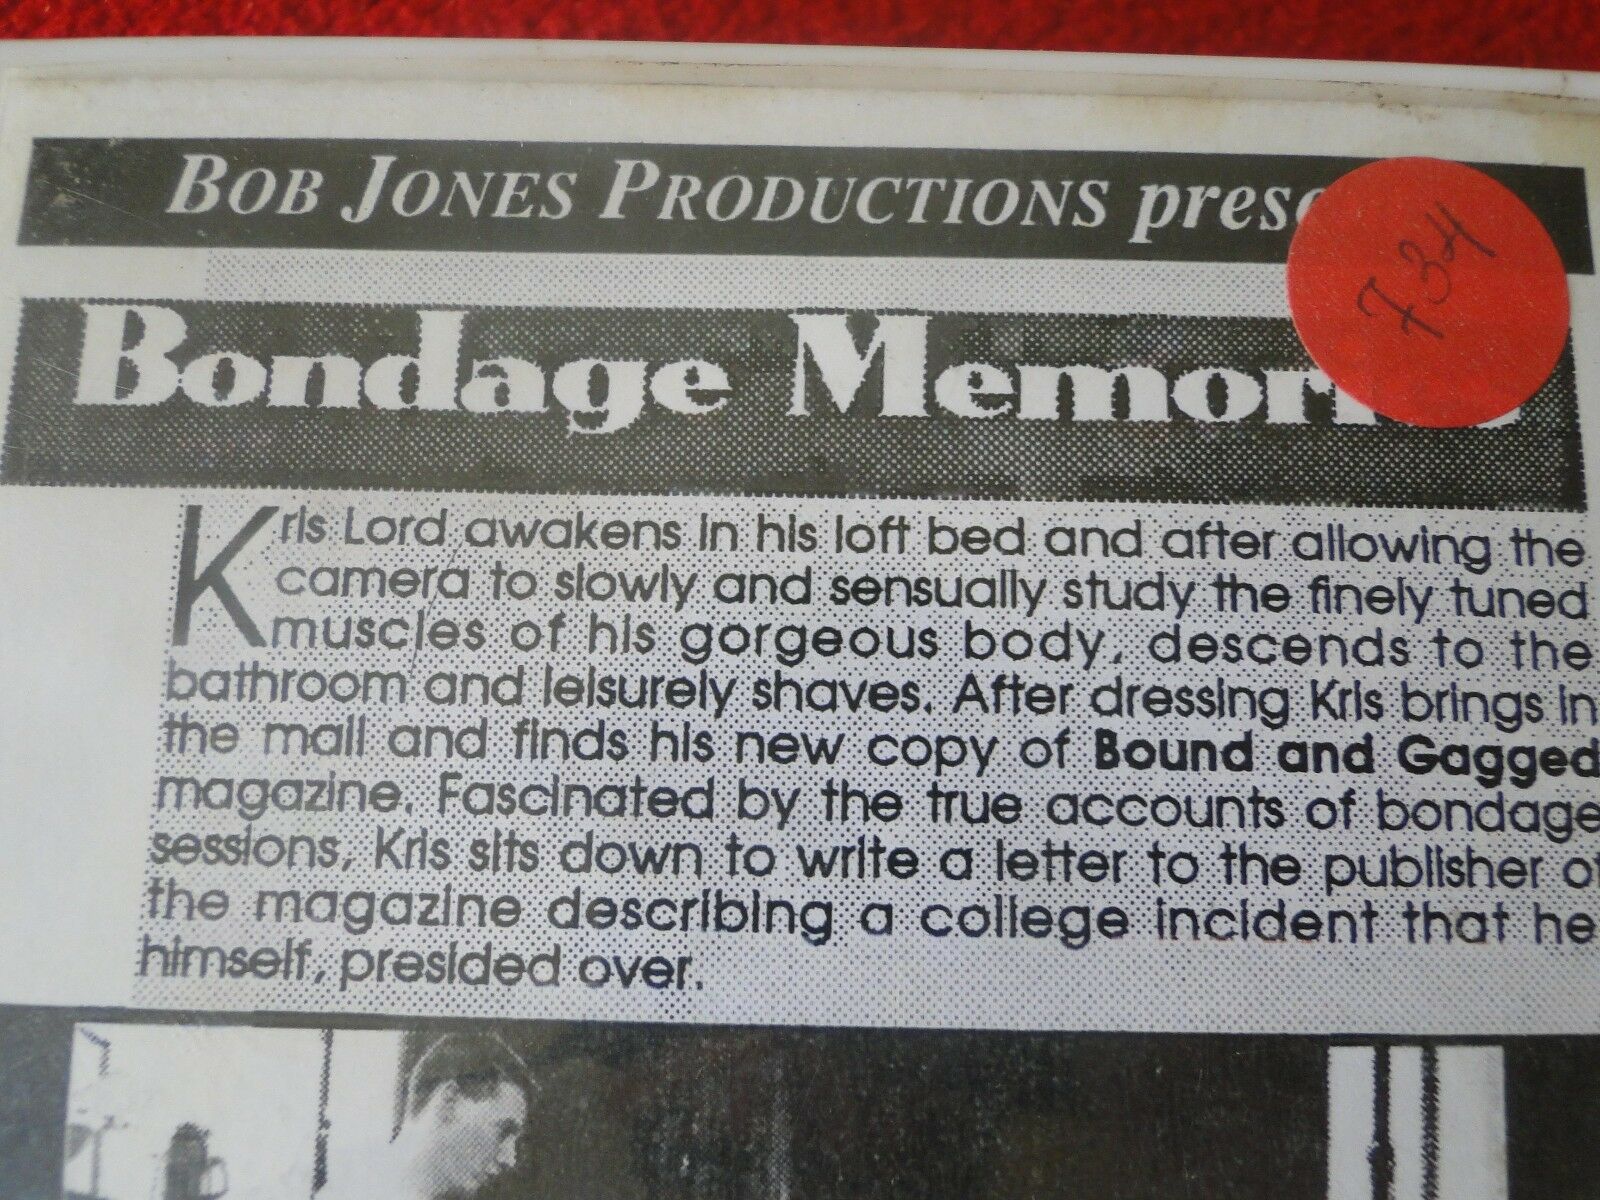 BOB JONES PRODUCTIONS
734
Bondage
Kris Lord awakens in his loft bed and after allowing the
camera to slowly and sensually study the finely tuned
muscles of his gorgeous body, descends to the
bathroom and leisurely shaves. After dressing Kris brings in
the mail and finds his new copy of Bound and Gagged
magazine. Fascinated by the true accounts of bondage
sessions, Kris sits down to write a letter to the publisher of
the magazine describing a college incident that he
himself, presided over.